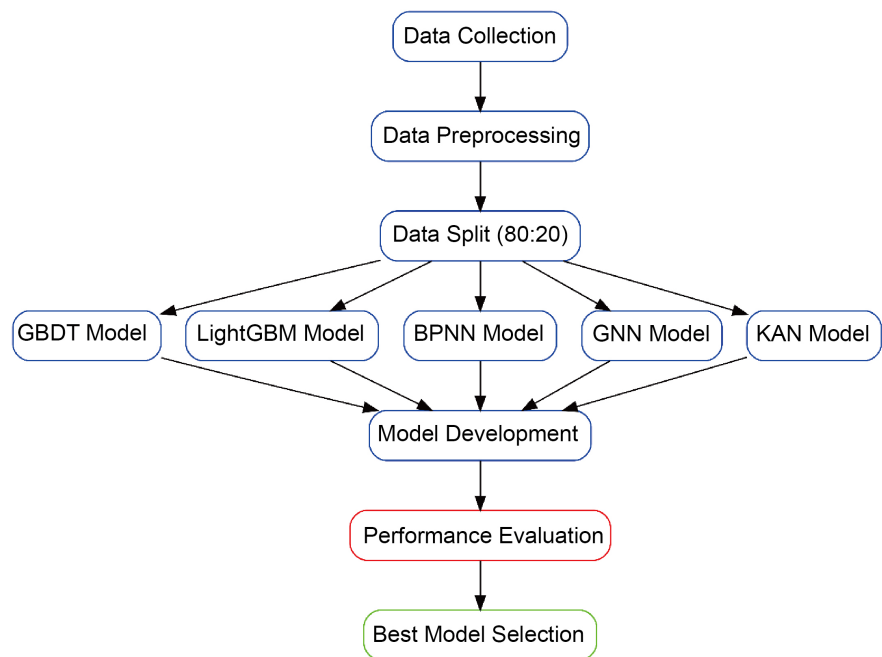 Data Collection
Data Preprocessing
Data Split (80:20)
GBDT Model
LightGBM Model
BPNN Model
GNN Model
KAN Model
Model Development
Performance Evaluation
Best Model Selection